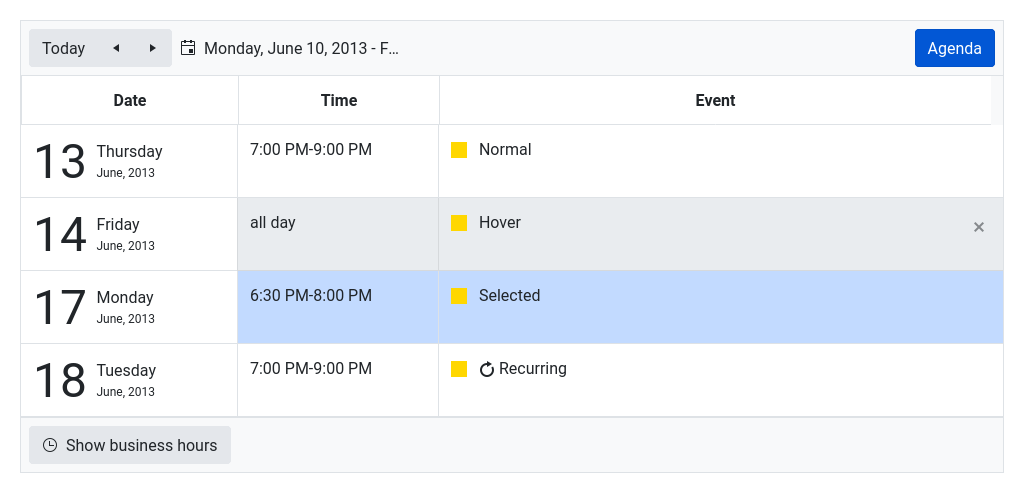 Today Monday, June 10, 2013 - F... Agenda
Date Time Event
13 Thursday 7:00 PM-9:00 PM Normal
June, 2013
14 Friday all day Hover
June, 2013
17 Monday 6:30 PM-8:00 PM Selected
June, 2013
18 Tuesday 7:00 PM-9:00 PM Recurring
June, 2013
Show business hours